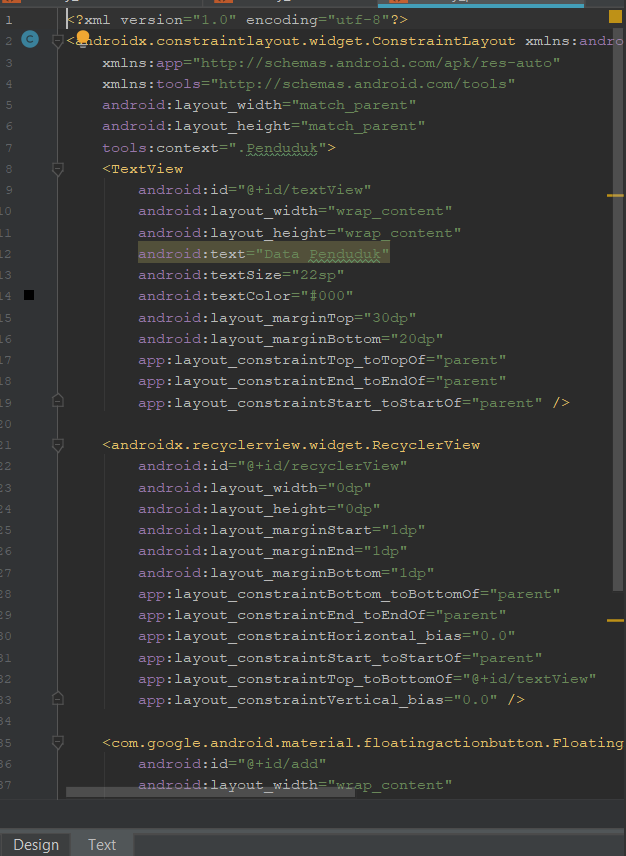 1 <?xml version="1.0" encoding="utf-8"?>
2 <androidx.constraintlayout.widget.ConstraintLayout xmlns:andro
3 xmlns:app="http://schemas.android.com/apk/res-auto"
4 xmlns:tools="http://schemas.android.com/tools"
5 android:layout_width="match_parent"
6 android:layout_height="match_parent"
7 tools:context=".Penduduk">
8 <TextView
9 android:id="@+id/textView"
10 android:layout_width="wrap_content"
11 android:layout_height="wrap_content"
12 android:text="Data Penduduk"
13 android:textSize="22sp"
14 android:textColor="#000"
15 android:layout_marginTop="30dp"
16 android:layout_marginBottom="20dp"
17 app:layout_constraintTop_toTopOf="parent"
18 app:layout_constraintEnd_toEndOf="parent"
19 app:layout_constraintStart_toStartOf="parent" />
20
21 <androidx.recyclerview.widget.RecyclerView
22 android:id="@+id/recyclerView"
23 android:layout_width="0dp"
24 android:layout_height="0dp"
25 android:layout_marginStart="1dp"
26 android:layout_marginEnd="1dp"
27 android:layout_marginBottom="1dp"
28 app:layout_constraintBottom_toBottomOf="parent"
29 app:layout_constraintEnd_toEndOf="parent"
30 app:layout_constraintHorizontal_bias="0.0"
31 app:layout_constraintStart_toStartOf="parent"
32 app:layout_constraintTop_toBottomOf="@+id/textView"
33 app:layout_constraintVertical_bias="0.0" />
34
35 <com.google.android.material.floatingactionbutton.Floating
36 android:id="@+id/add"
37 android:layout_width="wrap_content"
Design Text